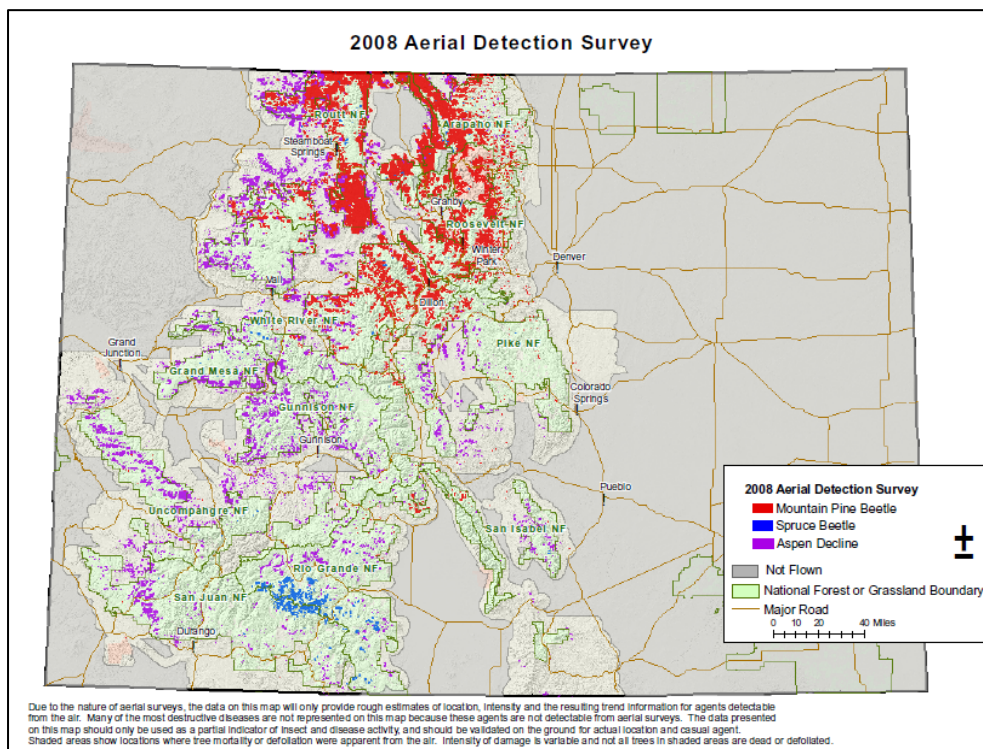 2008 Aerial Detection Survey
Routt NF
Arapaho NF
Steamboat
Springs
Granby
Roosevelt NF
Winter
Park
Denver
Vail
Dillon
White River NF
Grand
Junction
Pike NF
Grand Mesa NF
Colorado
Springs
Gunnison NF
Gunnison
Pueblo
Uncompahgre NF
San Isabel NF
Rio Grande NF
San Juan NF
Durango
2008 Aerial Detection Survey
Mountain Pine Beetle
Spruce Beetle
Aspen Decline
Not Flown
National Forest or Grassland Boundary
Major Road
0 20 40 Miles
Due to the nature of aerial surveys, the data on this map will only provide rough estimates of location, intensity and the resulting trend information for agents detectable
from the air. Many of the most destructive diseases are not represented on this map because these agents are not detectable from aerial surveys. The data presented
on this map should only be used as a partial indicator of insect and disease activity, and should be validated on the ground for actual location and casual agent.
Shaded areas show locations where tree mortality or defoliation were apparent from the air. Intensity of damage is variable and not all trees in shaded areas are dead or defoliated.